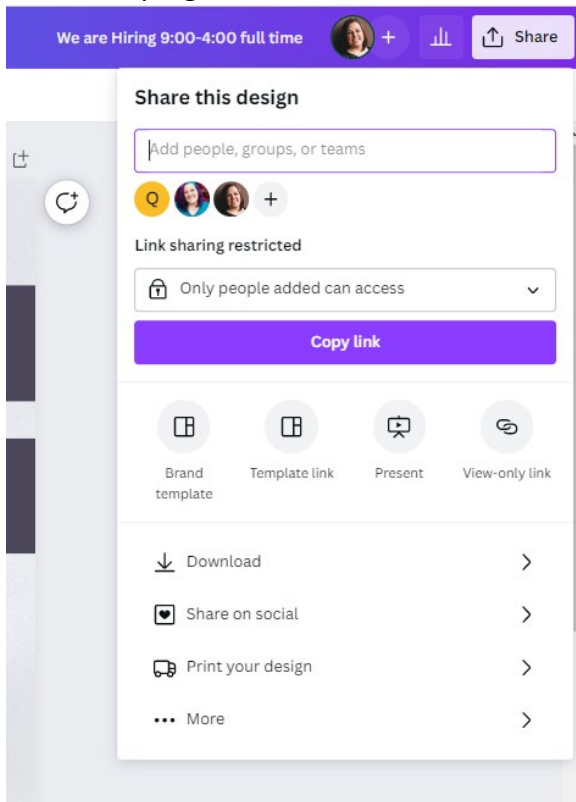 We are Hiring 9:00-4:00 full time
Share
Share this design
Add people, groups, or teams
Q
Link sharing restricted
Only people added can access
Copy link
Brand template
Template link
Present
View-only link
Download
Share on social
Print your design
More